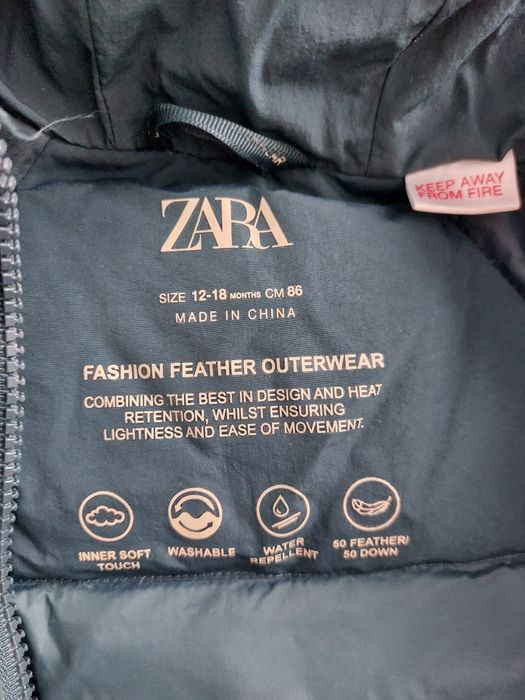 KEEP AWAY
FROM FIRE
ZARA
SIZE 12-18 MONTHS CM 86
MADE IN CHINA
FASHION FEATHER OUTERWEAR
COMBINING THE BEST IN DESIGN AND HEAT
RETENTION, WHILST ENSURING
LIGHTNESS AND EASE OF MOVEMENT.
INNER SOFT
TOUCH
WASHABLE
WATER
REPELLENT
50 FEATHER/
50 DOWN